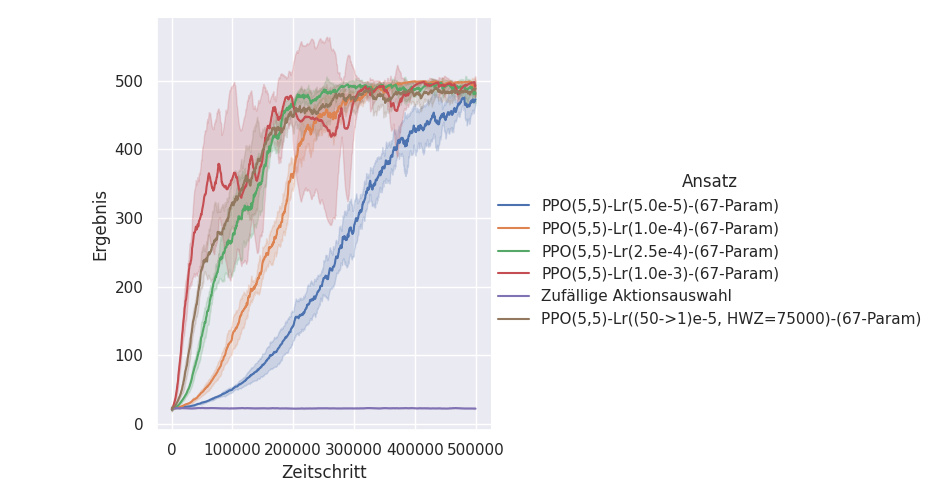 500
400
300
200
100
0
Ergebnis
0
100000
200000
300000
400000
500000
Zeitschritt
Ansatz
PPO(5,5)-Lr(5.0e-5)-(67-Param)
PPO(5,5)-Lr(1.0e-4)-(67-Param)
PPO(5,5)-Lr(2.5e-4)-(67-Param)
PPO(5,5)-Lr(1.0e-3)-(67-Param)
Zufällige Aktionsauswahl
PPO(5,5)-Lr((50->1)e-5, HWZ=75000)-(67-Param)